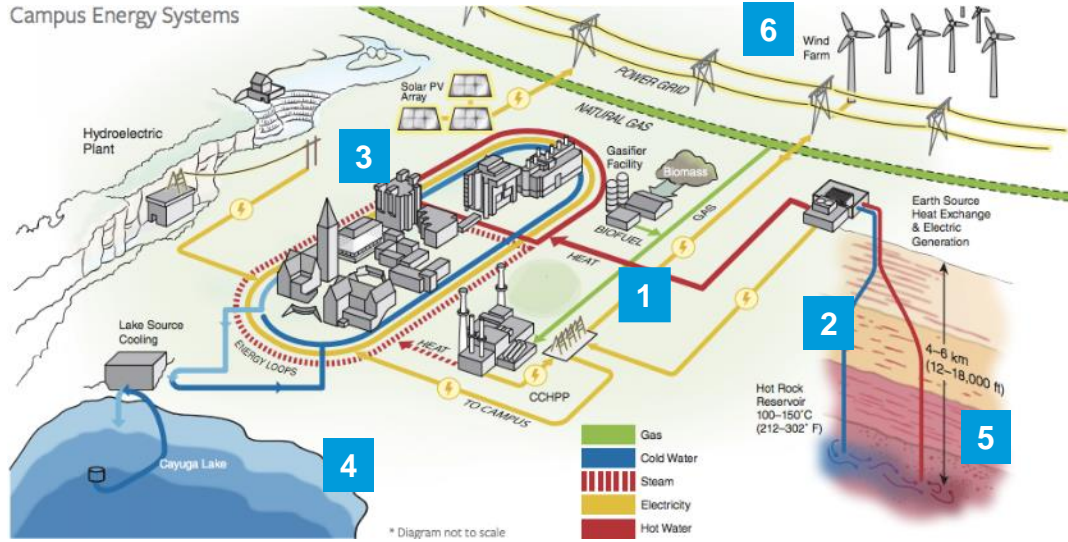 Campus Energy Systems
6
Wind
Farm
POWER GRID
Solar PV
Array
NATURAL GAS
Hydroelectric
Plant
3
Gasifier
Facility
Biomass
BIOFUEL
GAS
HEAT
Earth Source
Heat Exchange
& Electric
Generation
1
2
Lake Source
Cooling
ENERGY LOOPS
HEAT
CCHPP
TO CAMPUS
4–6 km
(12–18,000 ft)
Hot Rock
Reservoir
100–150°C
(212–302° F)
5
4
Cayuga Lake
Gas
Cold Water
Steam
Electricity
Hot Water
* Diagram not to scale